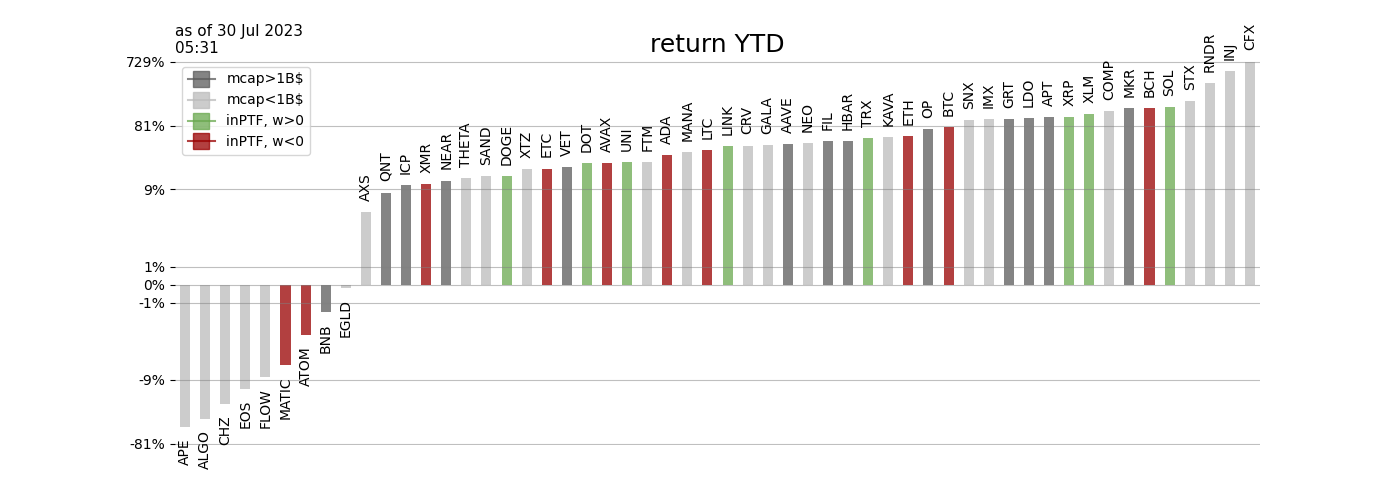 as of 30 Jul 2023
05:31
return YTD
729%
81%
9%
1%
0%
-1%
-9%
-81%
mcap>1B$
mcap<1B$
inPTF, w>0
inPTF, w<0
APE
ALGO
CHZ
EOS
FLOW
MATIC
ATOM
BNB
EGLD
AXS
QNT
ICP
XMR
NEAR
THETA
SAND
DOGE
XTZ
ETC
VET
DOT
AVAX
UNI
FTM
ADA
MANA
LTC
LINK
CRV
GALA
AAVE
NEO
FIL
HBAR
TRX
KAVA
ETH
OP
BTC
SNX
IMX
GRT
LDO
APT
XRP
XLM
COMP
MKR
BCH
SOL
STX
RNDR
INJ
CFX